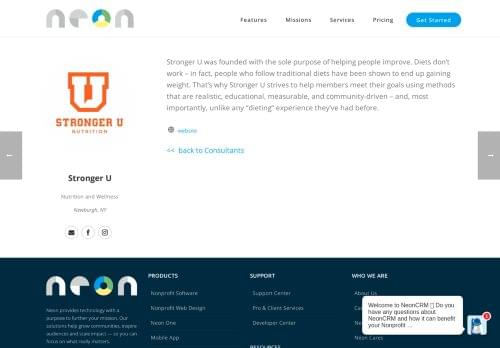 neon
Features Missions Services Pricing Get Started
Stronger U was founded with the sole purpose of helping people improve. Diets don't
work – in fact, people who follow traditional diets have been shown to end up gaining
weight. That's why Stronger U strives to help members meet their goals using methods
that are realistic, educational, measurable, and community-driven – and, most
importantly, unlike any "dieting" experience they've had before.
website
<< back to Consultants
U
STRONGER U
NUTRITION
Stronger U
Nutrition and Wellness
Newburgh, NY
neon
Neon provides technology with a
purpose to further your mission. Our
solutions help grow communities, inspire
audiences and scale impact — so you can
focus on what really matters.
PRODUCTS
Nonprofit Software
Nonprofit Web Design
Neon One
Mobile App
SUPPORT
Support Center
Pro & Client Services
Developer Center
RESOURCES
WHO WE ARE
About Us
Neon Cares
Welcome to NeonCRM Do you
have any questions about
NeonCRM and how it can benefit
your Nonprofit ...
1